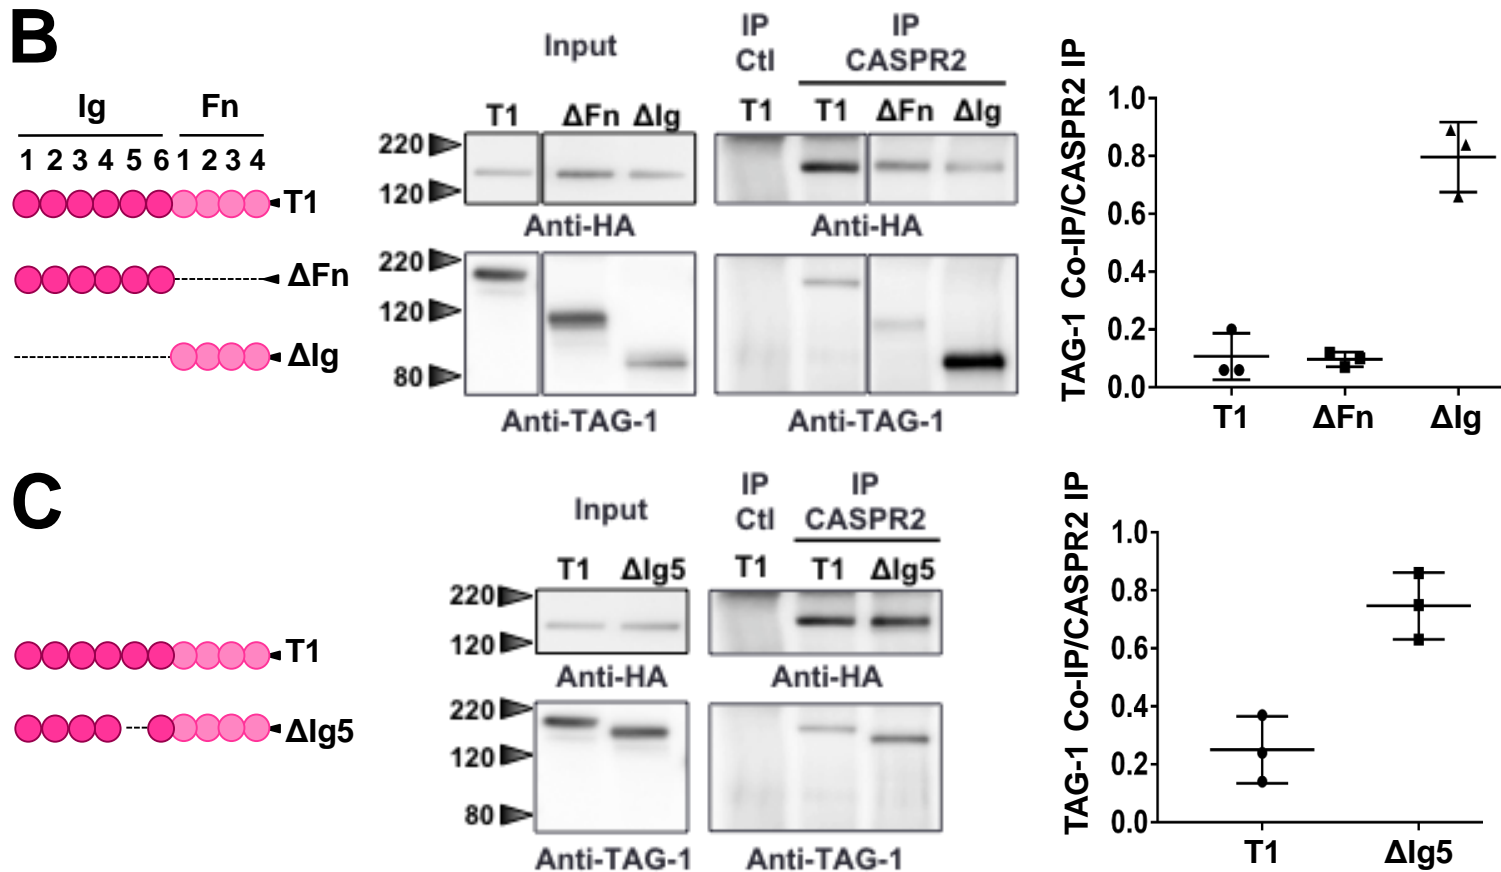 B
Ig Fn
1 2 3 4 5 6 1 2 3 4
T1
ΔFn
ΔIg
Input
IP
Ctl
IP
CASPR2
T1 ΔFn ΔIg
T1 T1 ΔFn ΔIg
220
120
Anti-HA Anti-HA
220
120
80
Anti-TAG-1 Anti-TAG-1
TAG-1 Co-IP/CASPR2 IP
1.0
0.8
0.6
0.4
0.2
0.0
T1 ΔFn ΔIg
C
T1
ΔIg5
Input
IP
Ctl
IP
CASPR2
T1 ΔIg5
T1 T1 ΔIg5
220
120
Anti-HA Anti-HA
220
120
80
Anti-TAG-1 Anti-TAG-1
TAG-1 Co-IP/CASPR2 IP
1.0
0.8
0.6
0.4
0.2
0.0
T1 ΔIg5